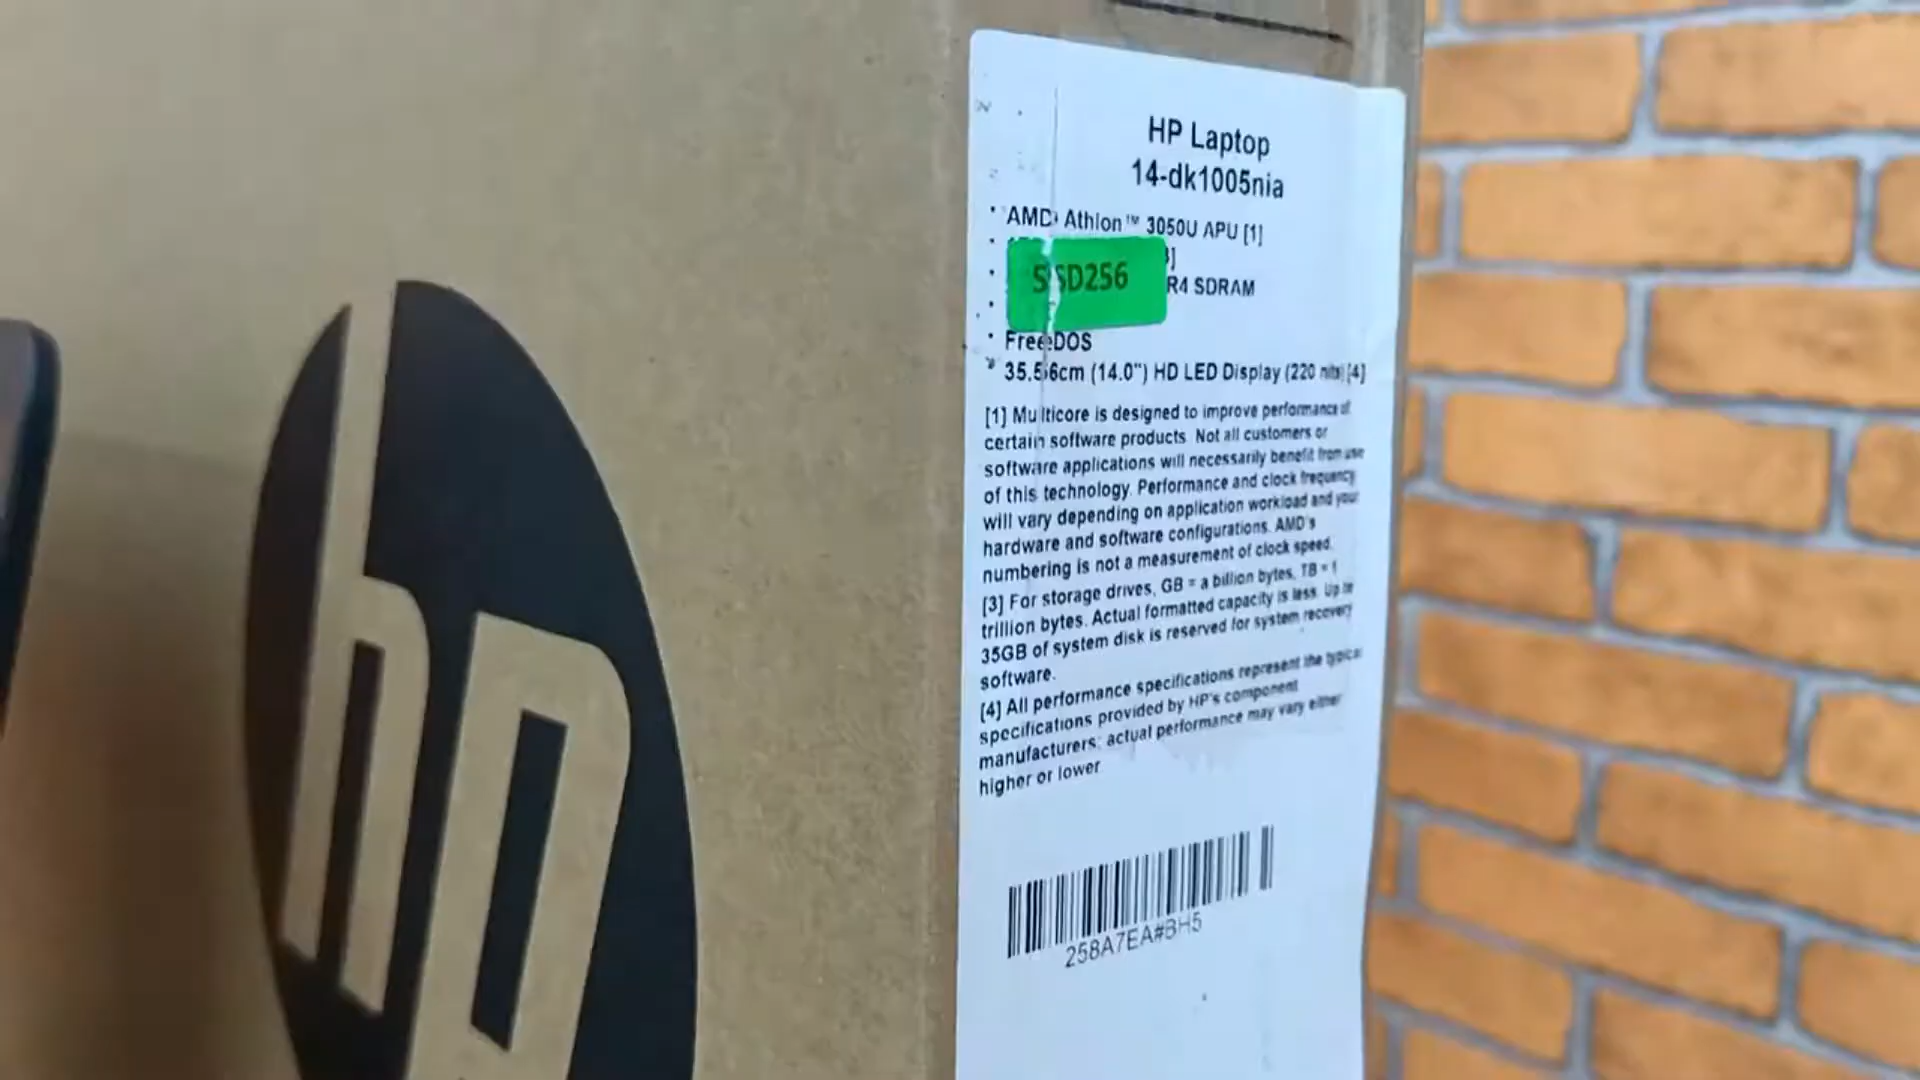 hp
HP Laptop
14-dk1005nia
AMD Athlon™ 3050U APU [1]
SSD256
R4 SDRAM
FreeDOS
35.56cm (14.0") HD LED Display (220 nits) [4]
[1] Multicore is designed to improve performance of
certain software products. Not all customers or
software applications will necessarily benefit from use
of this technology. Performance and clock frequency
will vary depending on application workload and your
hardware and software configurations. AMD's
numbering is not a measurement of clock speed.
[3] For storage drives, GB = a billion bytes, TB = 1
trillion bytes. Actual formatted capacity is less. Up to
35GB of system disk is reserved for system recovery
software.
[4] All performance specifications represent the typical
specifications provided by HP's component
manufacturers; actual performance may vary either
higher or lower.
258A7EA#BH5